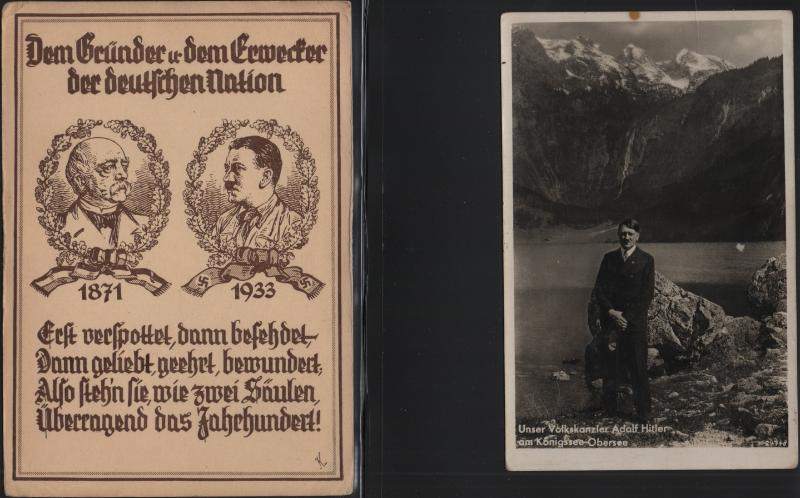 Dem Gründer u. dem Erwecker
der deutschen Nation
1871
1933
Erst verspottet, dann befehdet,
Dann geliebt, geehrt, bewundert,
Also steh'n sie, wie zwei Säulen,
Überragend das Jahrhundert!
K
Unser Volkskanzler Adolf Hitler
am Königssee-Obersee